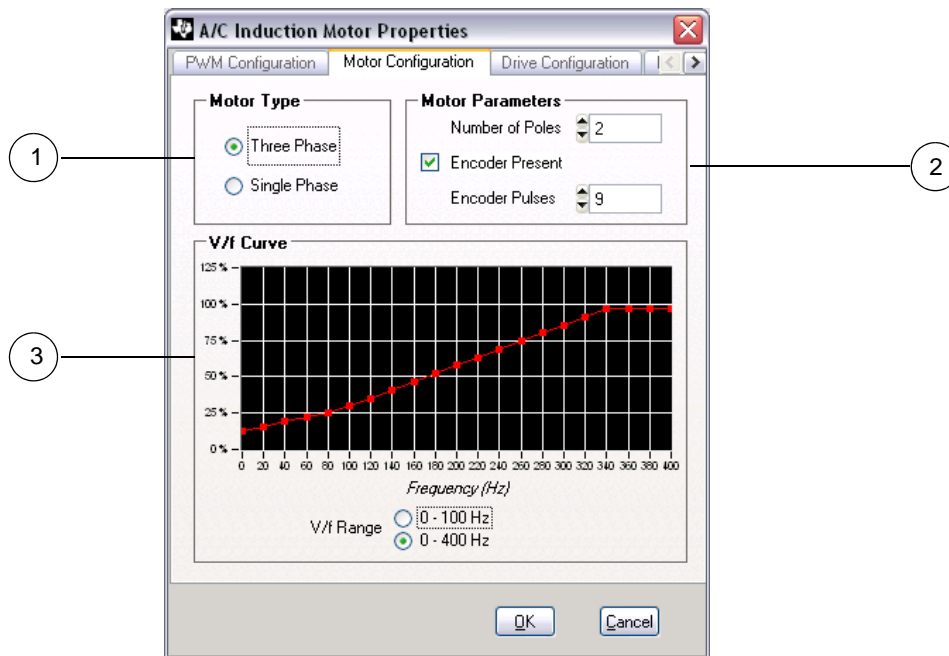 A/C Induction Motor Properties
PWM Configuration Motor Configuration Drive Configuration
Motor Type
Three Phase
Single Phase
Motor Parameters
Number of Poles 2
Encoder Present
Encoder Pulses 9
1
2
V/f Curve
125 %
100 %
75 %
50 %
25 %
0 %
0 20 40 60 80 100 120 140 160 180 200 220 240 260 280 300 320 340 360 380 400
Frequency (Hz)
3
V/f Range
0 - 100 Hz
0 - 400 Hz
OK Cancel